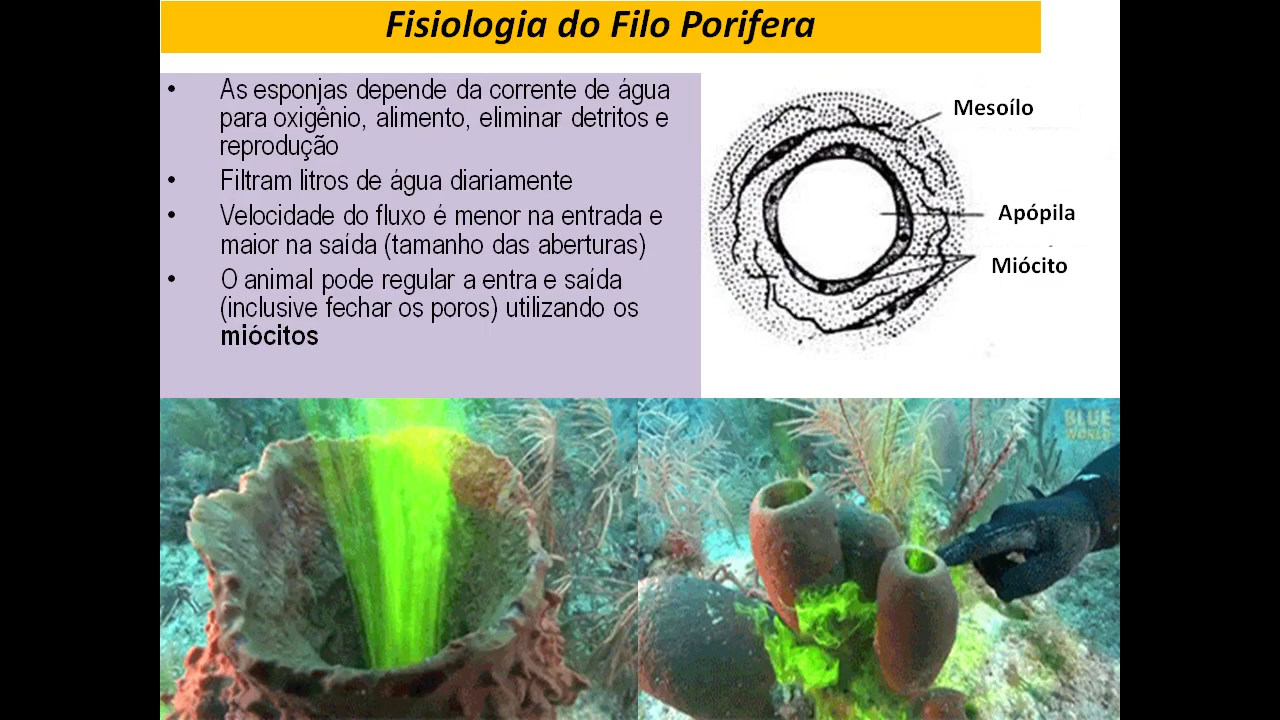 Fisiologia do Filo Porifera
• As esponjas depende da corrente de água
para oxigênio, alimento, eliminar detritos e
reprodução
• Filtram litros de água diariamente
• Velocidade do fluxo é menor na entrada e
maior na saída (tamanho das aberturas)
• O animal pode regular a entra e saída
(inclusive fechar os poros) utilizando os
miócitos
Mesoílo
Apópila
Miócito
BLUE
WORLD